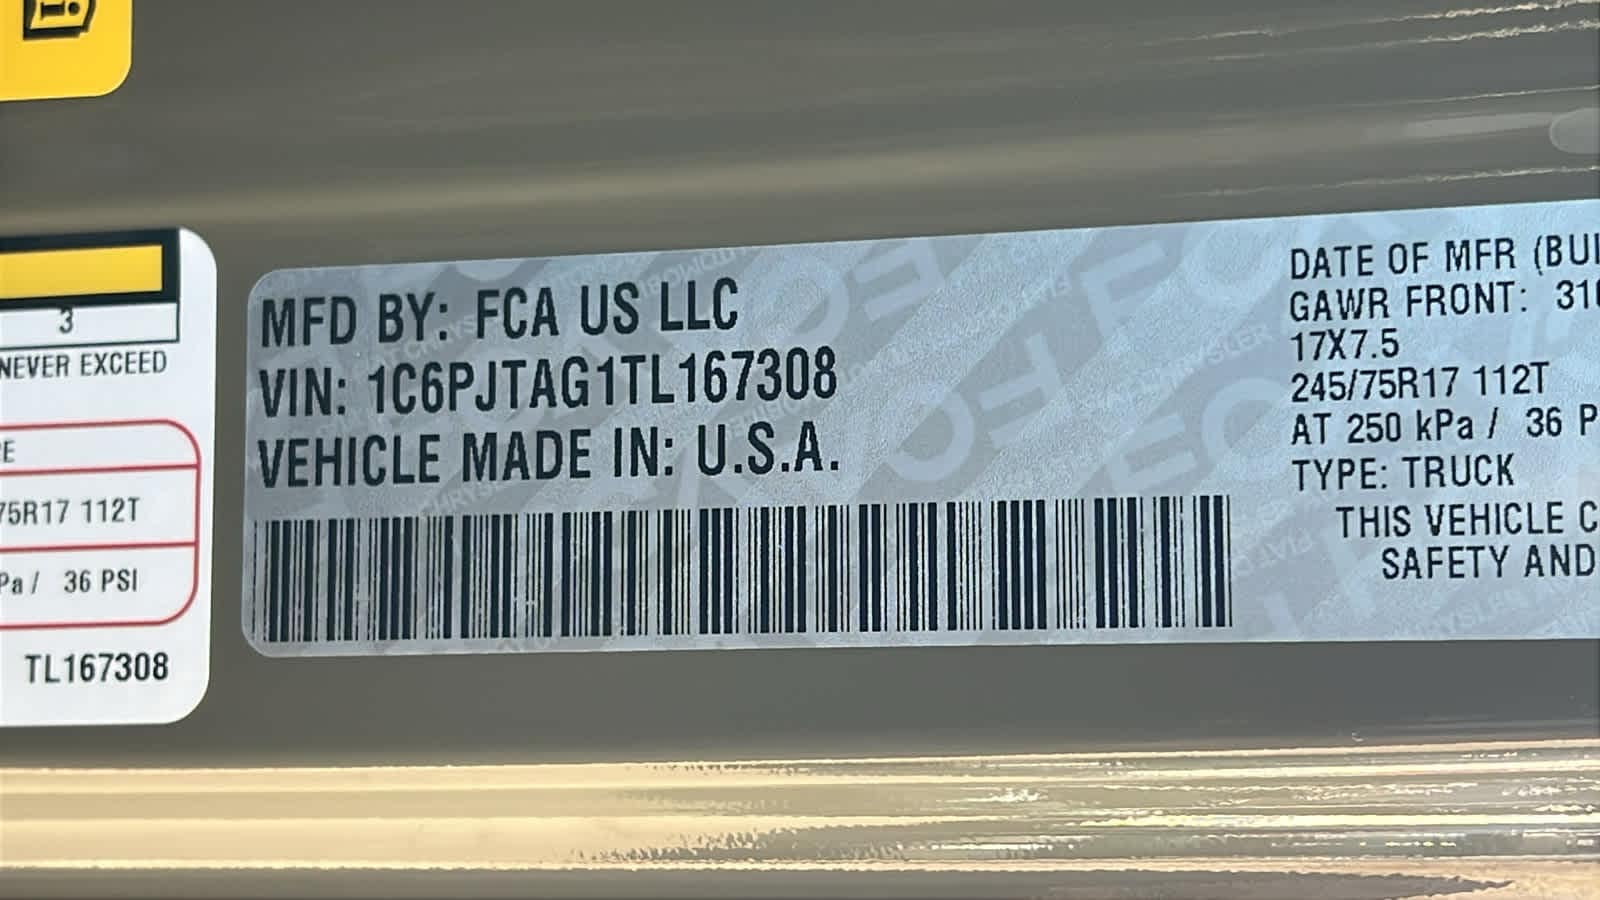 3
NEVER EXCEED
75R17 112T
Pa / 36 PSI
TL167308
MFD BY: FCA US LLC
VIN: 1C6PJTAG1TL167308
VEHICLE MADE IN: U.S.A.
DATE OF MFR (BUI
GAWR FRONT: 310
17X7.5
245/75R17 112T
AT 250 kPa / 36 P
TYPE: TRUCK
THIS VEHICLE C
SAFETY AND